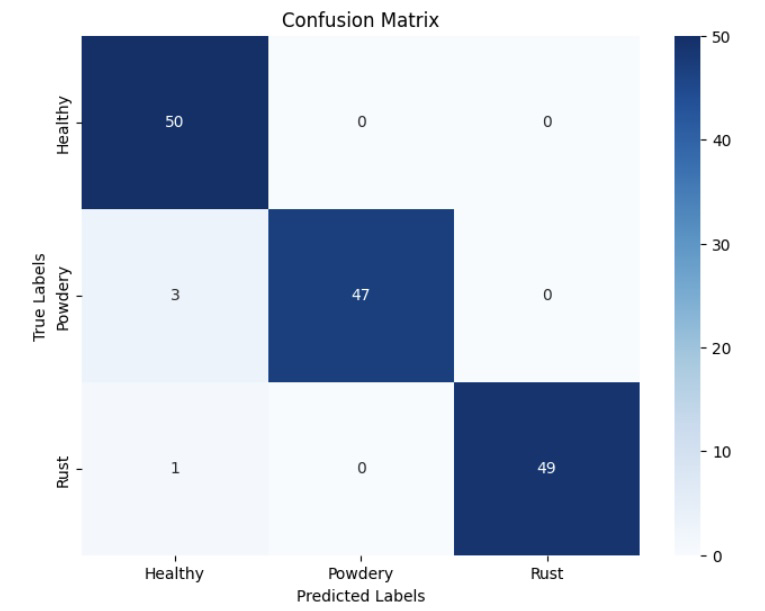 Confusion Matrix
Healthy
50
0
0
True Labels
Powdery
3
47
0
Rust
1
0
49
Healthy
Powdery
Rust
Predicted Labels
50
40
30
20
10
0